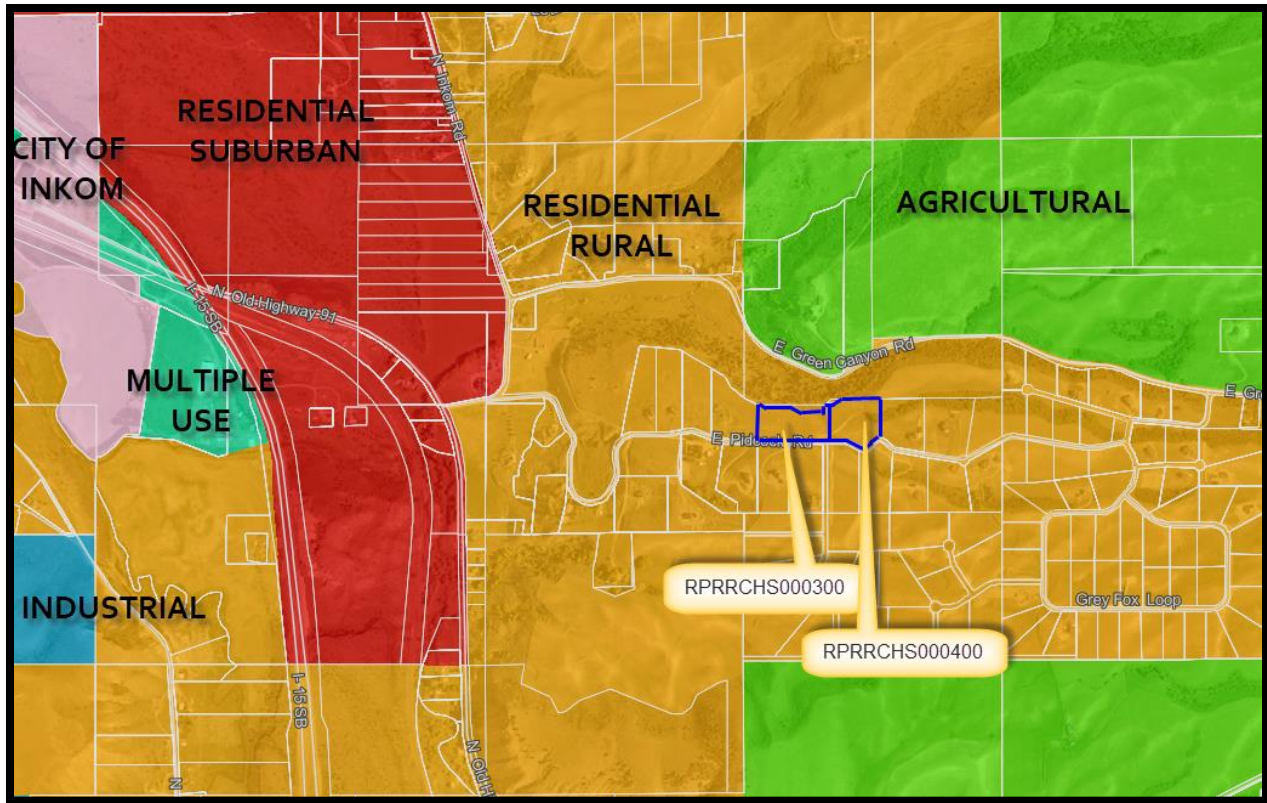 N Inkom Rd
RESIDENTIAL
SUBURBAN
CITY OF
INKOM
RESIDENTIAL
RURAL
AGRICULTURAL
N Old Highway 91
I- 15 SB
E Green Canyon Rd
MULTIPLE
USE
E Gr
E Pidcock Rd
RPRRCHS000300
INDUSTRIAL
Grey Fox Loop
RPRRCHS000400
I- 15 SB
N Old H
N